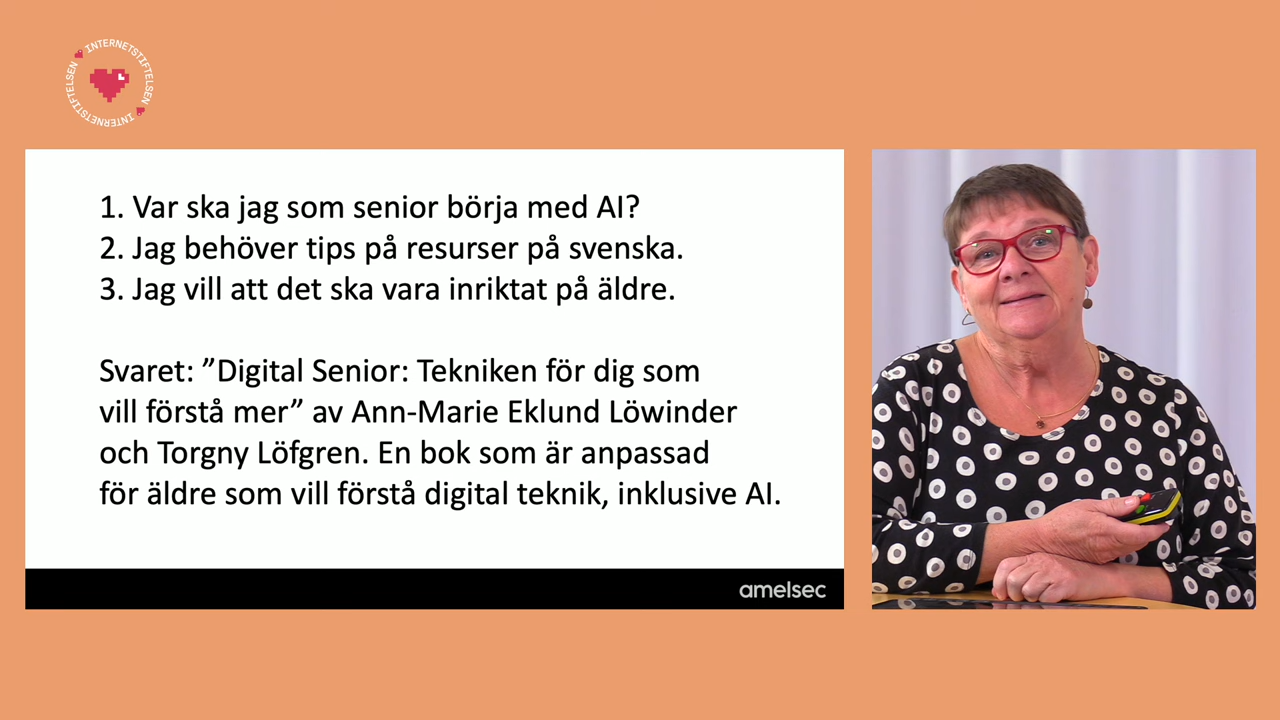 INTERNETSTIFTELSEN
INTERNETSTIFTELSEN
1. Var ska jag som senior börja med AI?
2. Jag behöver tips på resurser på svenska.
3. Jag vill att det ska vara inriktat på äldre.
Svaret: ”Digital Senior: Tekniken för dig som
vill förstå mer” av Ann-Marie Eklund Löwinder
och Torgny Löfgren. En bok som är anpassad
för äldre som vill förstå digital teknik, inklusive AI.
amelsec